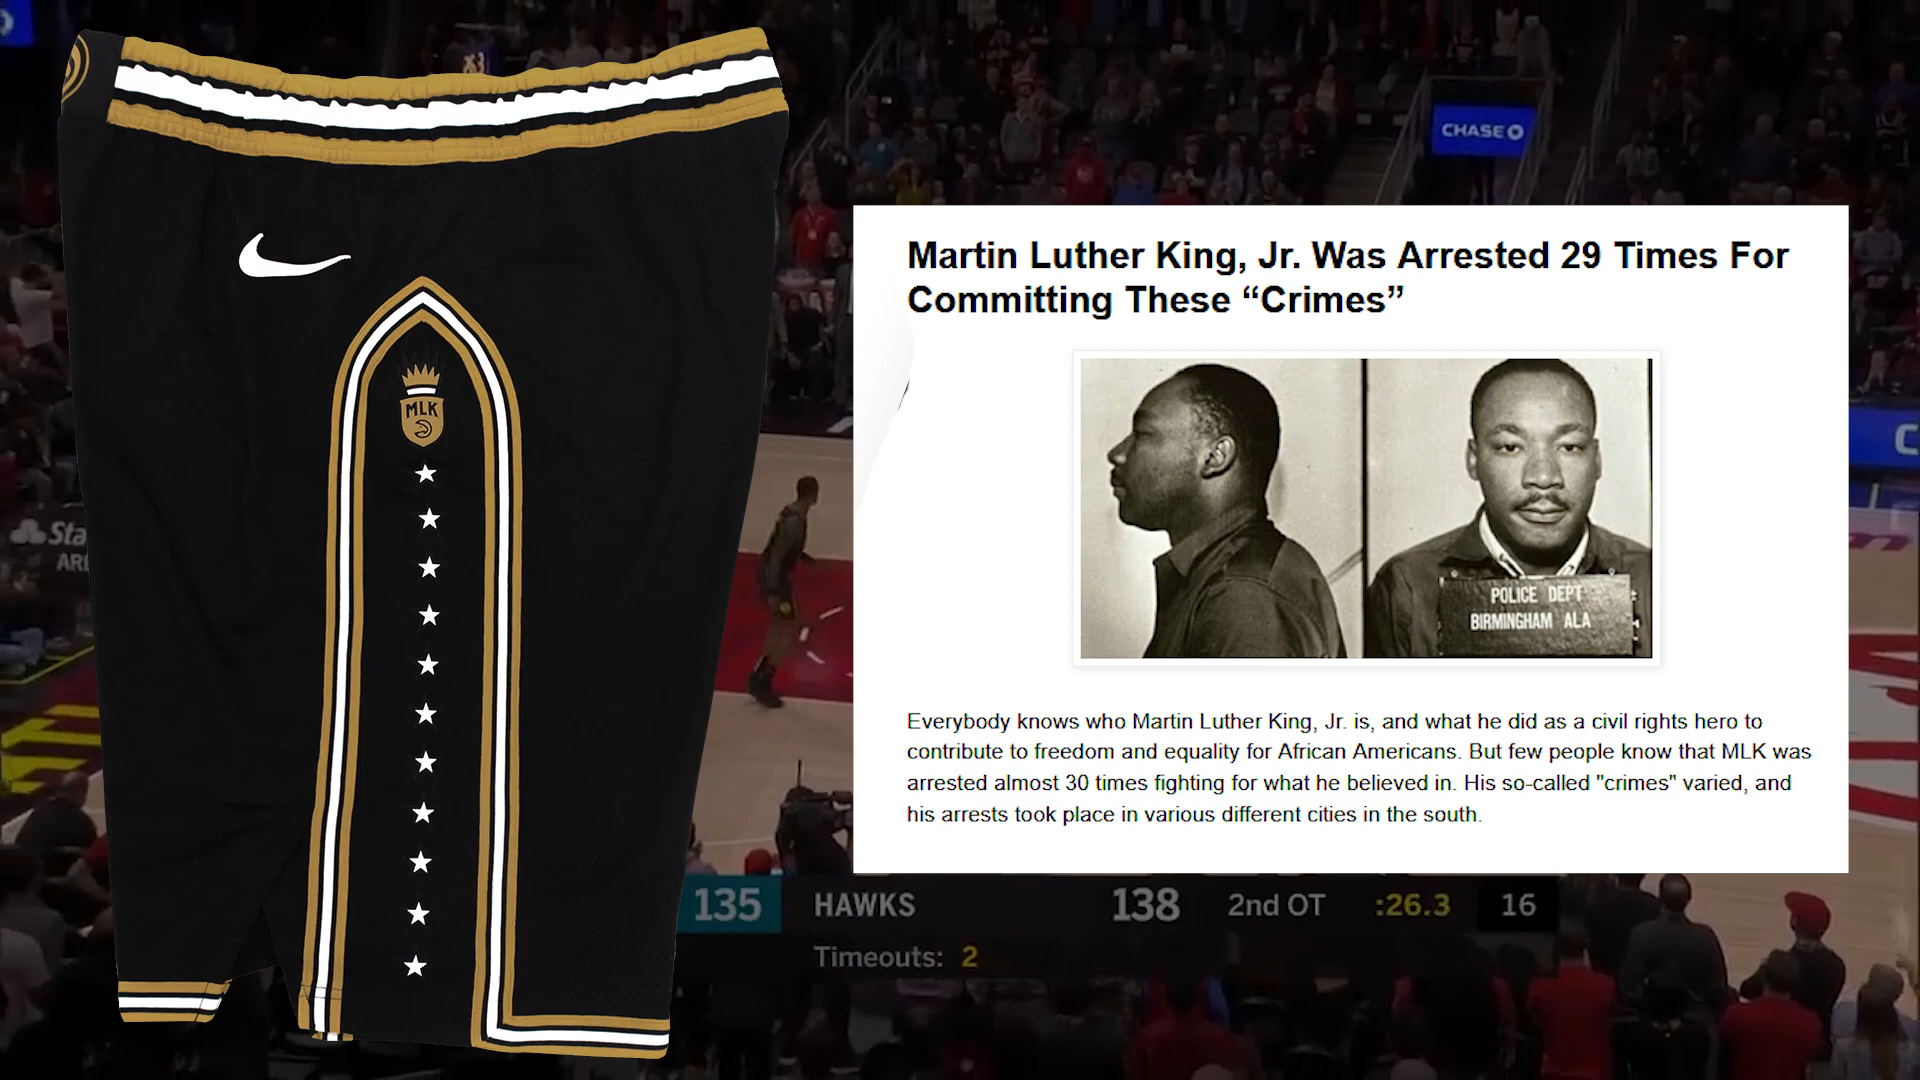 MLK
Martin Luther King, Jr. Was Arrested 29 Times For
Committing These “Crimes”
POLICE DEPT
BIRMINGHAM ALA
Everybody knows who Martin Luther King, Jr. is, and what he did as a civil rights hero to
contribute to freedom and equality for African Americans. But few people know that MLK was
arrested almost 30 times fighting for what he believed in. His so-called "crimes" varied, and
his arrests took place in various different cities in the south.
CHASE
135 HAWKS 138 2nd OT :26.3 16
Timeouts: 2